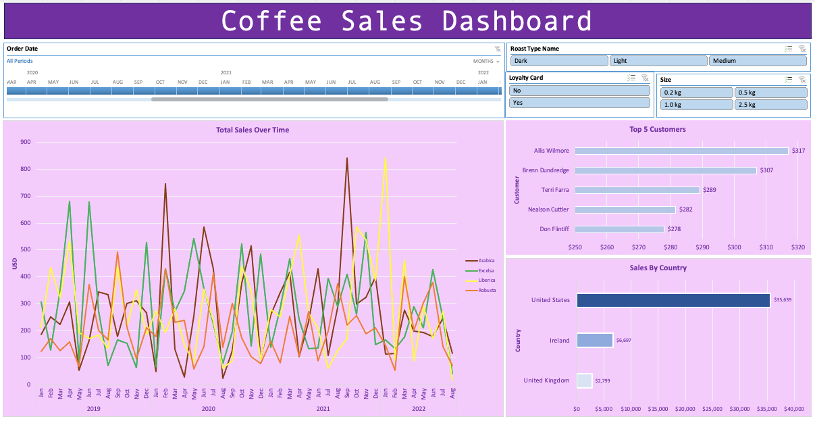 Coffee Sales Dashboard
Order Date
All Periods
MONTHS
2020 2021 2022
MAR APR MAY JUN JUL AUG SEP OCT NOV DEC JAN FEB MAR APR MAY JUN JUL AUG SEP OCT NOV DEC JAN
Roast Type Name
Dark Light Medium
Loyalty Card
No
Yes
Size
0.2 kg 0.5 kg
1.0 kg 2.5 kg
Total Sales Over Time
USD
900
800
700
600
500
400
300
200
100
0
Jan Feb Mar Apr May Jun Jul Aug Sep Oct Nov Dec Jan Feb Mar Apr May Jun Jul Aug Sep Oct Nov Dec Jan Feb Mar Apr May Jun Jul Aug Sep Oct Nov Dec Jan Feb Mar Apr May Jun Jul Aug
2019 2020 2021 2022
Arabica
Excelsa
Liberica
Robusta
Top 5 Customers
Customer
Allis Wilmore $317
Brenn Dundredge $307
Terri Farra $289
Nealson Cuttler $282
Don Flintiff $278
$250 $260 $270 $280 $290 $300 $310 $320
Sales By Country
Country
United States
Ireland $6,697
United Kingdom $2,799
$0 $5,000 $10,000 $15,000 $20,000 $25,000 $30,000 $35,000 $40,000